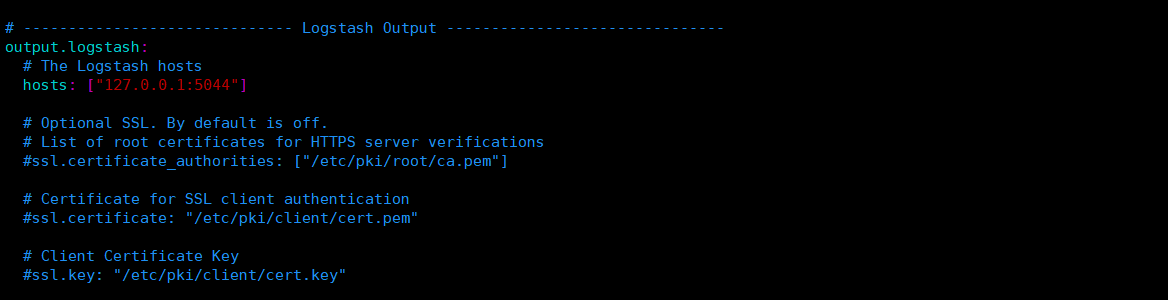 # ------------------------------ Logstash Output -------------------------------
output.logstash:
  # The Logstash hosts
  hosts: ["127.0.0.1:5044"]

  # Optional SSL. By default is off.
  # List of root certificates for HTTPS server verifications
  #ssl.certificate_authorities: ["/etc/pki/root/ca.pem"]

  # Certificate for SSL client authentication
  #ssl.certificate: "/etc/pki/client/cert.pem"

  # Client Certificate Key
  #ssl.key: "/etc/pki/client/cert.key"